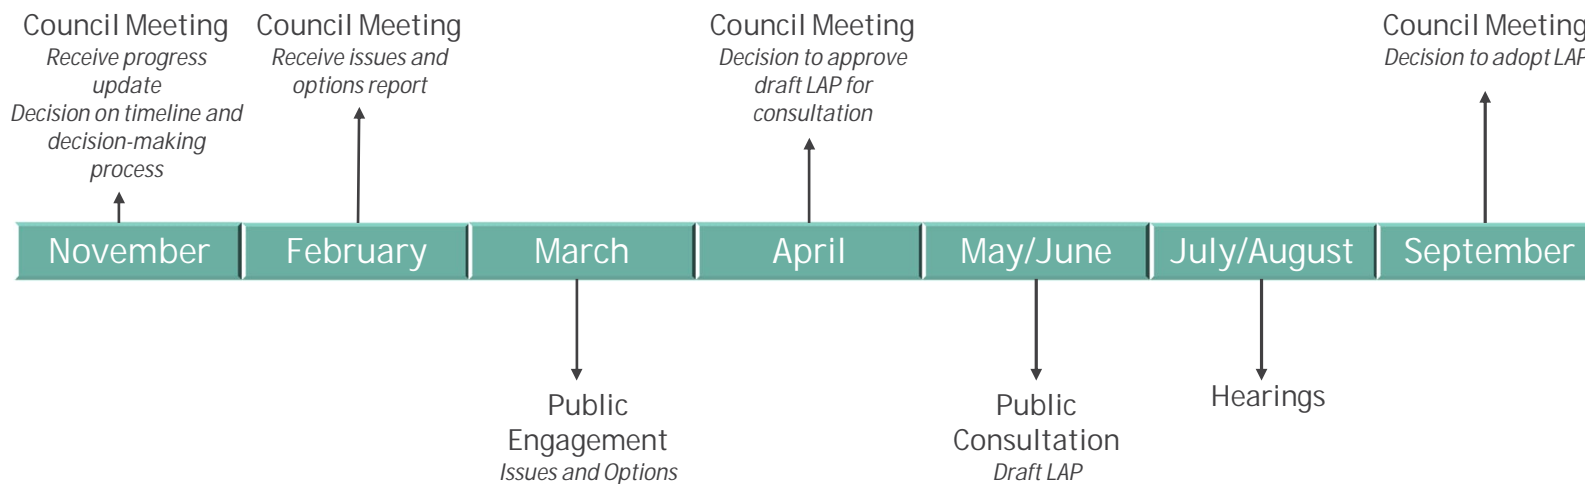 Council Meeting
Receive progress
update
Decision on timeline and
decision-making
process
Council Meeting
Receive issues and
options report
Council Meeting
Decision to approve
draft LAP for
consultation
Council Meeting
Decision to adopt LAP
November
February
March
April
May/June
July/August
September
Public
Engagement
Issues and Options
Public
Consultation
Draft LAP
Hearings